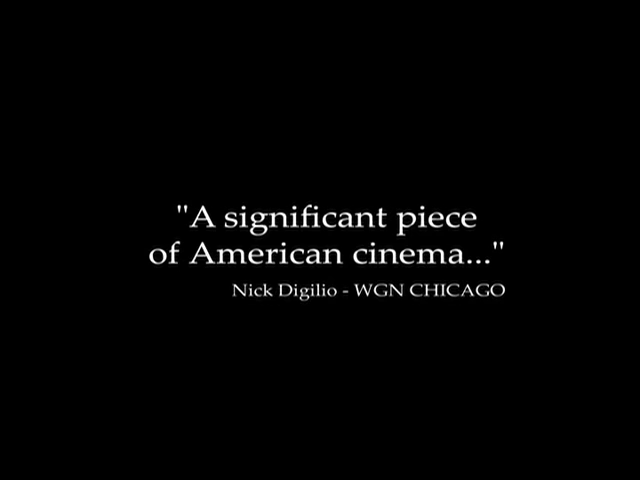 "A significant piece
of American cinema..."
Nick Digilio - WGN CHICAGO